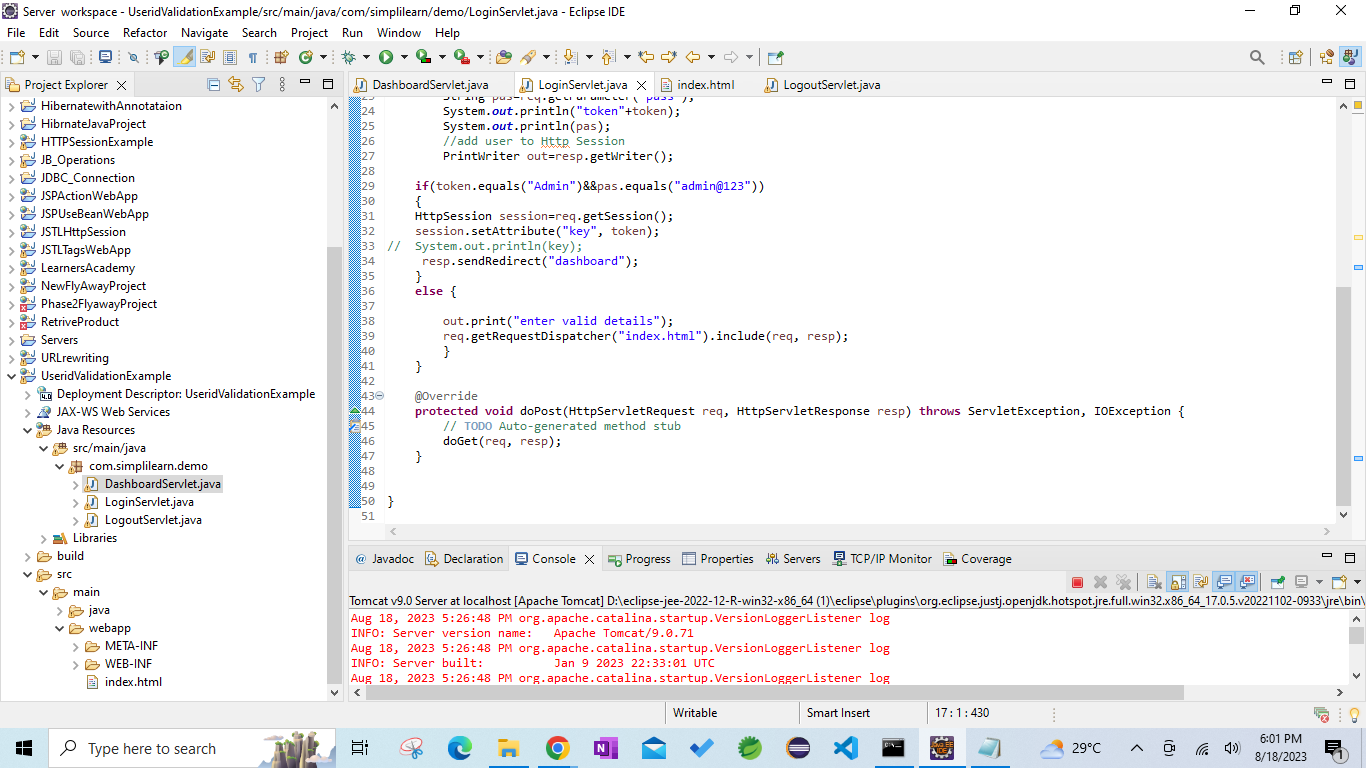 Server workspace - UseridValidationExample/src/main/java/com/simplilearn/demo/LoginServlet.java - Eclipse IDE
File Edit Source Refactor Navigate Search Project Run Window Help
Project Explorer
HibernatewithAnnotataion
HibrnateJavaProject
HTTPSessionExample
JB_Operations
JDBC_Connection
JSPActionWebApp
JSPUseBeanWebApp
JSTLHttpSession
JSTLTagsWebApp
LearnersAcademy
NewFlyAwayProject
Phase2FlyawayProject
RetriveProduct
Servers
URLrewriting
UseridValidationExample
Deployment Descriptor: UseridValidationExample
JAX-WS Web Services
Java Resources
src/main/java
com.simplilearn.demo
DashboardServlet.java
LoginServlet.java
LogoutServlet.java
Libraries
build
src
main
java
webapp
META-INF
WEB-INF
index.html
DashboardServlet.java LoginServlet.java index.html LogoutServlet.java
23 String pas=req.getParameter("pass");
24 System.out.println("token"+token);
25 System.out.println(pas);
26 //add user to Http Session
27 PrintWriter out=resp.getWriter();
28
29 if(token.equals("Admin")&&pas.equals("admin@123"))
30 {
31 HttpSession session=req.getSession();
32 session.setAttribute("key", token);
33 // System.out.println(key);
34 resp.sendRedirect("dashboard");
35 }
36 else {
37
38 out.print("enter valid details");
39 req.getRequestDispatcher("index.html").include(req, resp);
40 }
41 }
42
43 @Override
44 protected void doPost(HttpServletRequest req, HttpServletResponse resp) throws ServletException, IOException {
45 // TODO Auto-generated method stub
46 doGet(req, resp);
47 }
48
49
50 }
51
@ Javadoc Declaration Console Progress Properties Servers TCP/IP Monitor Coverage
Tomcat v9.0 Server at localhost [Apache Tomcat] D:\eclipse-jee-2022-12-R-win32-x86_64 (1)\eclipse\plugins\org.eclipse.justj.openjdk.hotspot.jre.full.win32.x86_64_17.0.5.v20221102-0933\jre\bin\
Aug 18, 2023 5:26:48 PM org.apache.catalina.startup.VersionLoggerListener log
INFO: Server version name: Apache Tomcat/9.0.71
Aug 18, 2023 5:26:48 PM org.apache.catalina.startup.VersionLoggerListener log
INFO: Server built: Jan 9 2023 22:33:01 UTC
Aug 18, 2023 5:26:48 PM org.apache.catalina.startup.VersionLoggerListener log
Writable Smart Insert 17 : 1 : 430
Type here to search
29°C
6:01 PM
8/18/2023
1